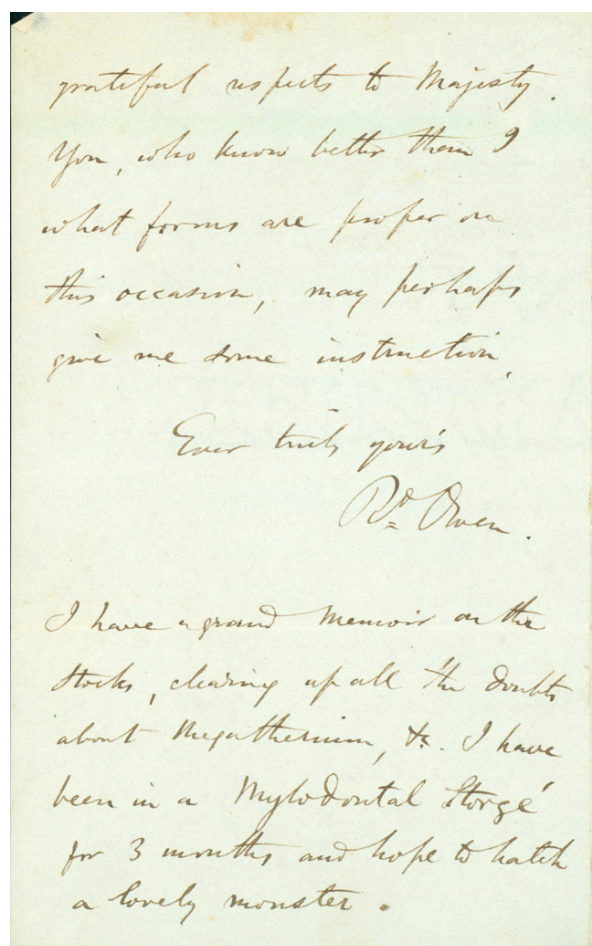 grateful respects to Majesty.
You, who know better than I
what forms are proper on
this occasion, may perhaps
give me some instruction.
Ever truly yours
Rd Owen.
I have a grand Memoir on the
Stocks, clearing up all the doubts
about Megatherium, &c. I have
been in a Mylodontal Storgé
for 3 months and hope to hatch
a lovely monster.